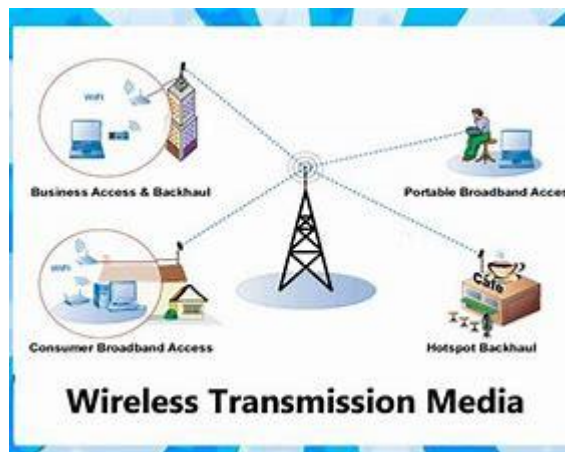 WiFi
Business Access & Backhaul
Portable Broadband Acces
WiFi
Consumer Broadband Access
Cafe
Hotspot Backhaul
Wireless Transmission Media